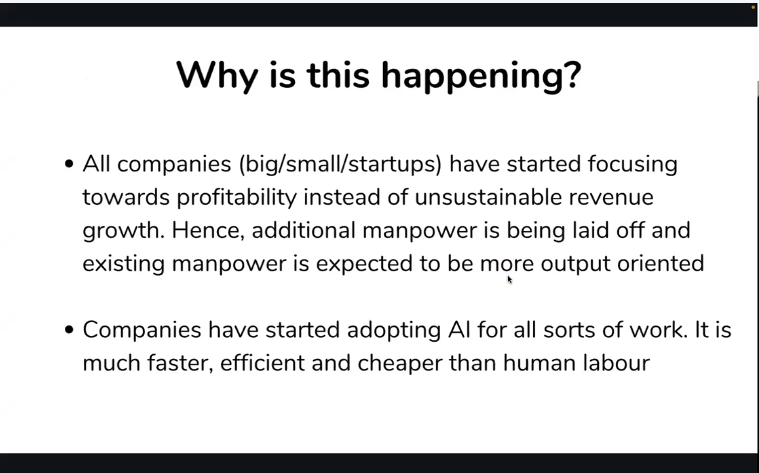 Why is this happening?
• All companies (big/small/startups) have started focusing
towards profitability instead of unsustainable revenue
growth. Hence, additional manpower is being laid off and
existing manpower is expected to be more output oriented
• Companies have started adopting AI for all sorts of work. It is
much faster, efficient and cheaper than human labour